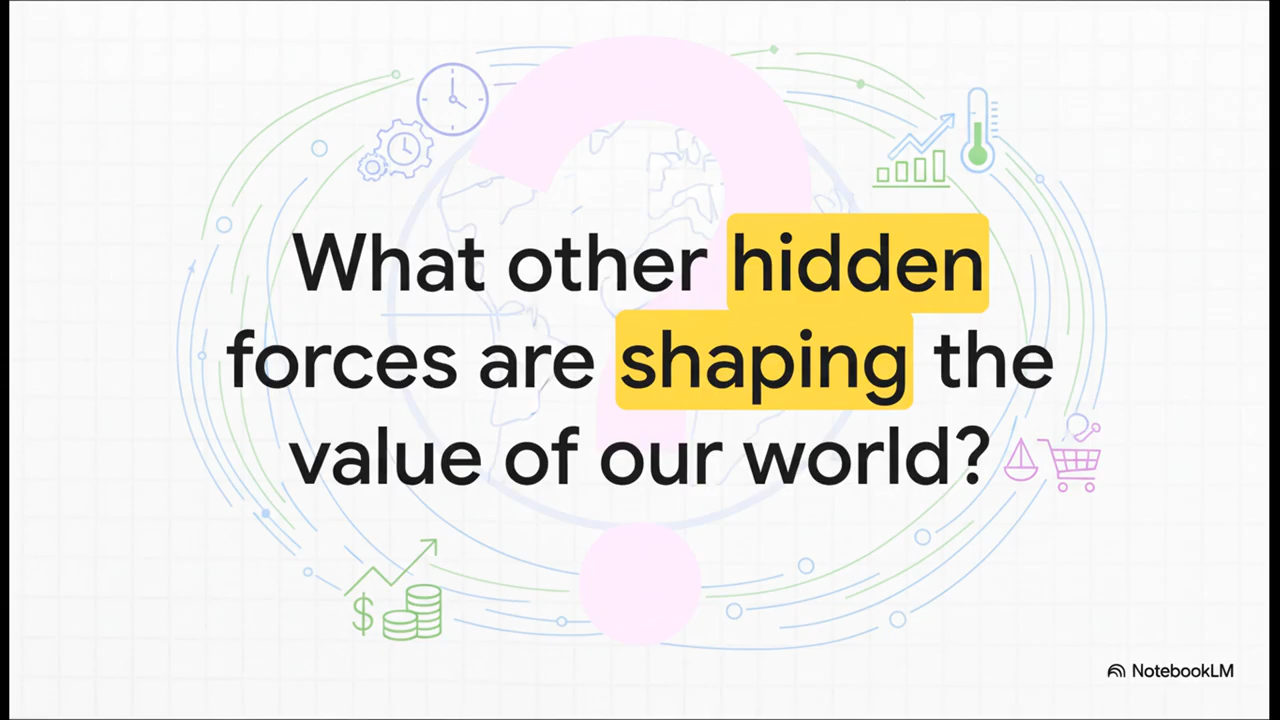 What other hidden
forces are shaping the
value of our world?
$
NotebookLM